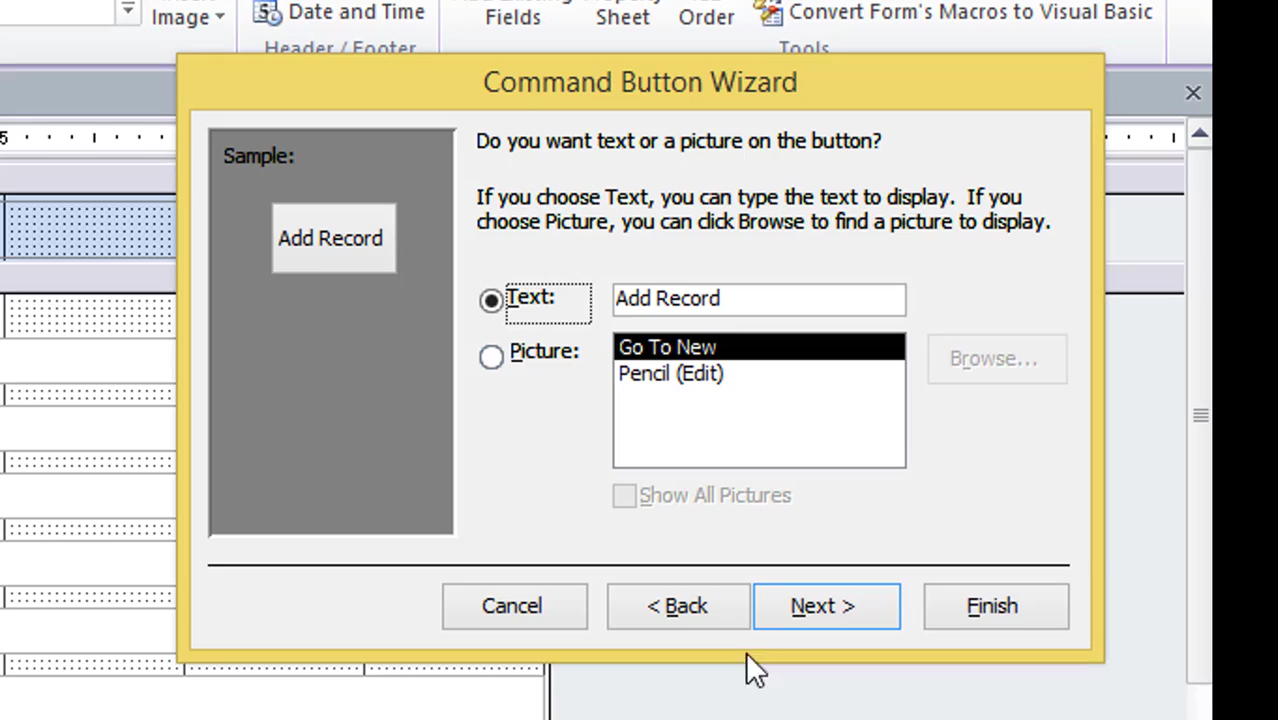 Image
Date and Time
Fields
Sheet
Order
Convert Form's Macros to Visual Basic
Header / Footer
Tools
Command Button Wizard
5
Sample:
Add Record
Do you want text or a picture on the button?
If you choose Text, you can type the text to display. If you
choose Picture, you can click Browse to find a picture to display.
Text:
Add Record
Picture:
Go To New
Pencil (Edit)
Browse...
Show All Pictures
Cancel
< Back
Next >
Finish